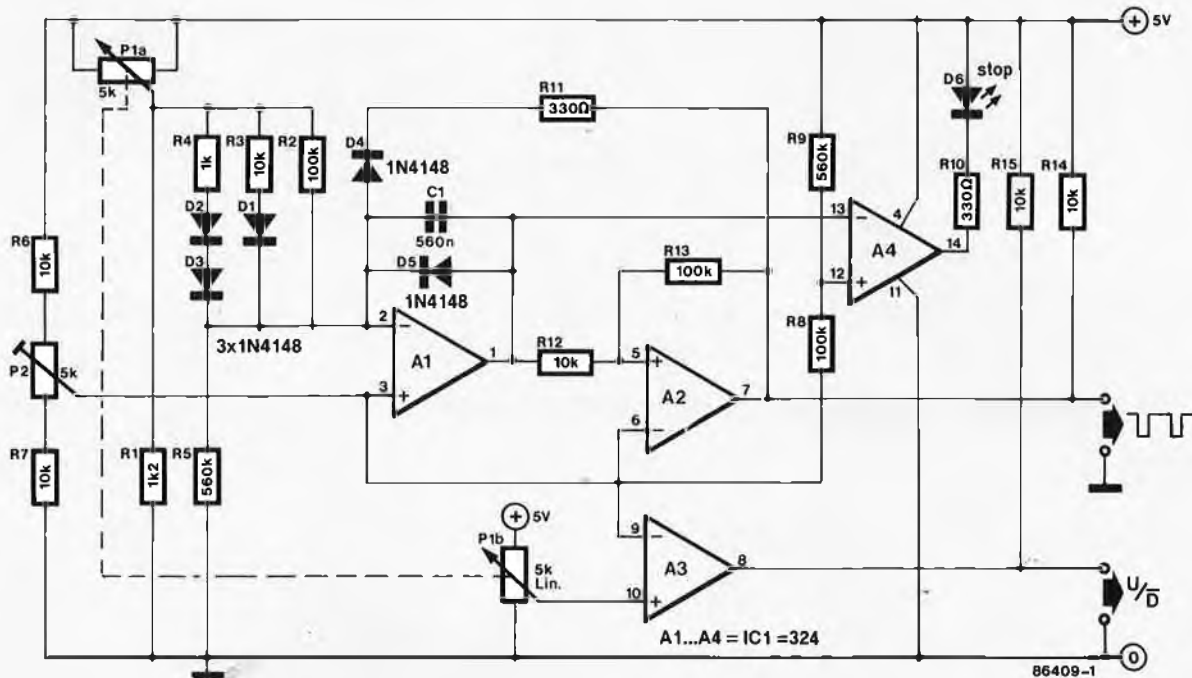 5V
P1a
5k
D6
stop
R11
330Ω
R4
1k
R3
10k
R2
100k
D4
1N4148
R9
560k
R10
330Ω
R15
10k
R14
10k
C1
560n
13
4
A4
14
D2
D1
R6
10k
D5
1N4148
R13
100k
12
11
D3
3x1N4148
2
A1
1
R12
10k
5
R8
100k
P2
5k
3
A2
7
6
R7
10k
R1
1k2
R5
560k
5V
P1b
5k
Lin.
9
A3
8
10
U/D̅
A1...A4 = IC1 = 324
0
86409-1